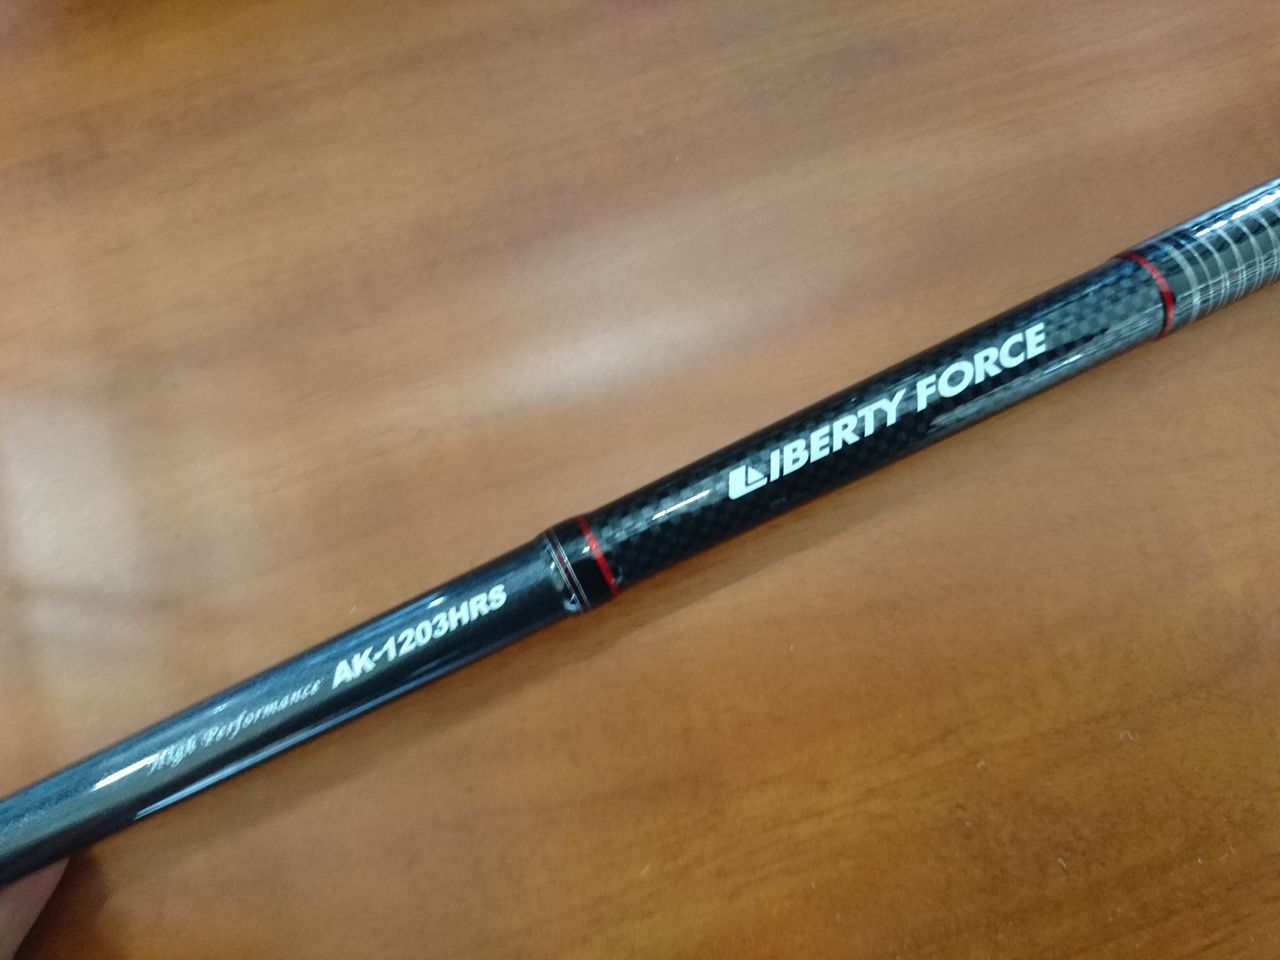 High Performance AK-1203HRS
LIBERTY FORCE